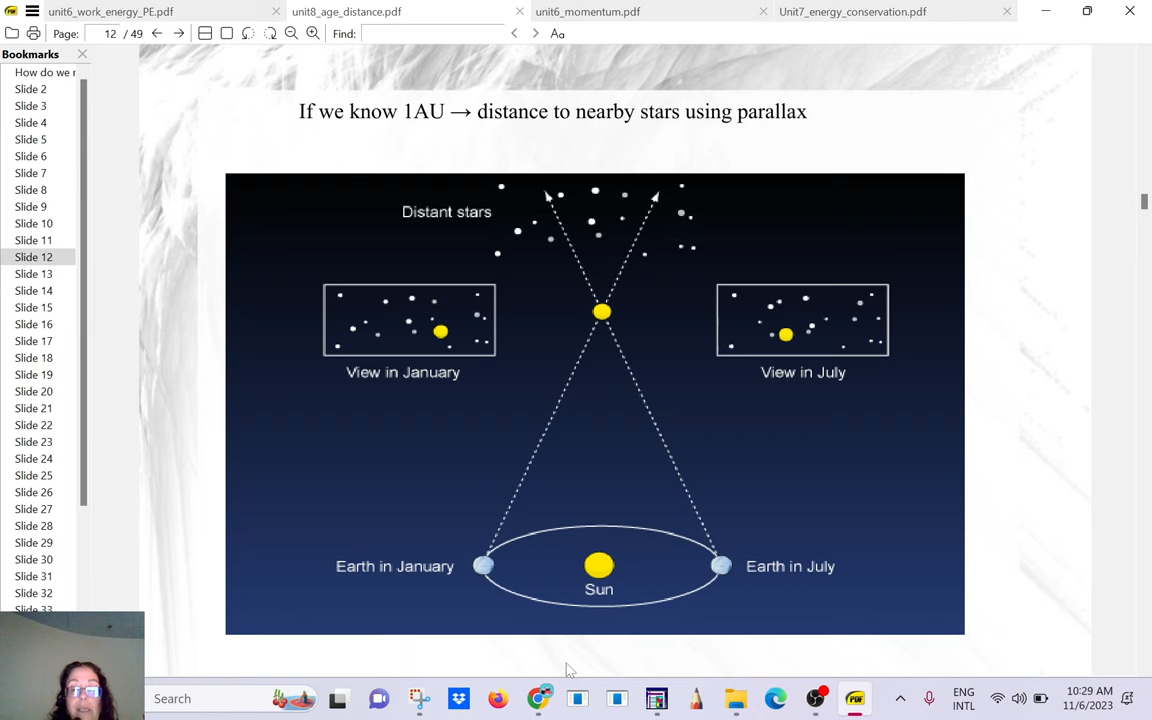 unit6_work_energy_PE.pdf
unit8_age_distance.pdf
unit6_momentum.pdf
Unit7_energy_conservation.pdf
Page: 12 / 49
Find:
Aa
Bookmarks
How do we r
Slide 2
Slide 3
Slide 4
Slide 5
Slide 6
Slide 7
Slide 8
Slide 9
Slide 10
Slide 11
Slide 12
Slide 13
Slide 14
Slide 15
Slide 16
Slide 17
Slide 18
Slide 19
Slide 20
Slide 21
Slide 22
Slide 23
Slide 24
Slide 25
Slide 26
Slide 27
Slide 28
Slide 29
Slide 30
Slide 31
Slide 32
Slide 33
If we know 1AU → distance to nearby stars using parallax
Distant stars
View in January
View in July
Earth in January
Sun
Earth in July
Search
ENG
INTL
10:29 AM
11/6/2023